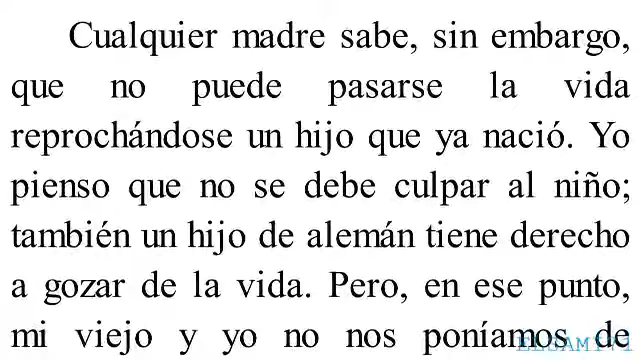 Cualquier madre sabe, sin embargo,
que no puede pasarse la vida
reprochándose un hijo que ya nació. Yo
pienso que no se debe culpar al niño;
también un hijo de alemán tiene derecho
a gozar de la vida. Pero, en ese punto,
mi viejo y yo no nos poníamos de